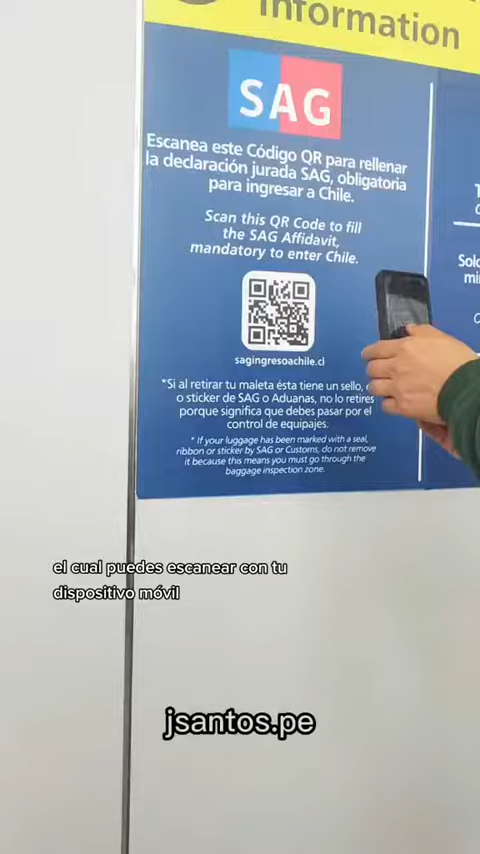 Information
SAG
Escanea este Código QR para rellenar
la declaración jurada SAG, obligatoria
para ingresar a Chile.
Scan this QR Code to fill
the SAG Affidavit,
mandatory to enter Chile.
sagingresoachile.cl
*Si al retirar tu maleta ésta tiene un sello,
o sticker de SAG o Aduanas, no lo retires
porque significa que debes pasar por el
control de equipajes.
* If your luggage has been marked with a seal,
ribbon or sticker by SAG or Customs, do not remove
it because this means you must go through the
baggage inspection zone.
el cual puedes escanear con tu
dispositivo móvil
jsantos.pe